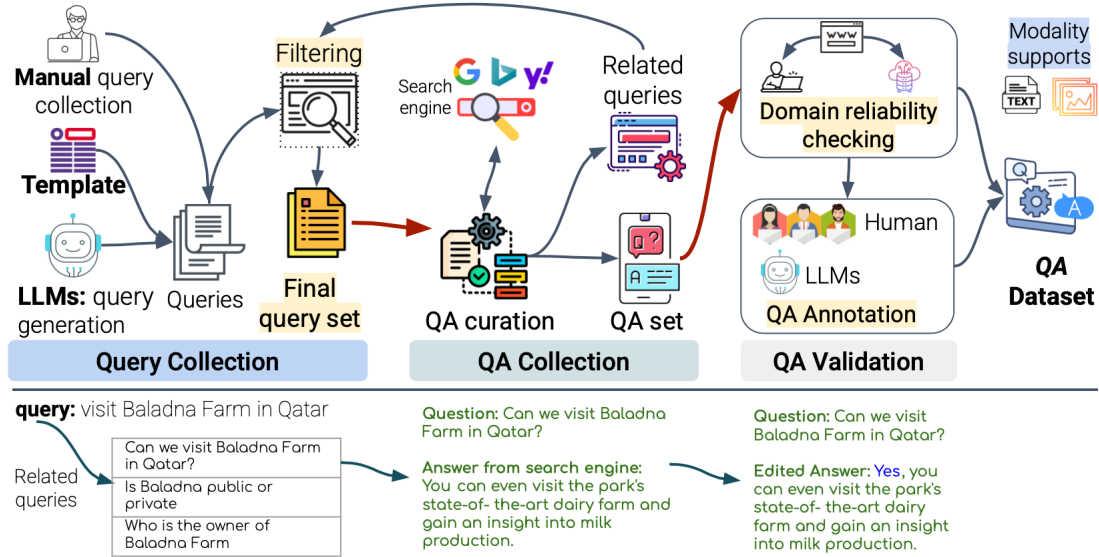 Manual query
collection
Template
LLMs: query
generation
Queries
Filtering
Final
query set
Query Collection
Search
engine
G
b
y!
QA curation
Related
queries
Q?
A
QA set
QA Collection
WWW
Domain reliability
checking
Human
LLMs
QA Annotation
QA Validation
Modality
supports
TEXT
Q
A
QA
Dataset
query: visit Baladna Farm in Qatar
Related
queries
Can we visit Baladna Farm
in Qatar?
Is Baladna public or
private
Who is the owner of
Baladna Farm
Question: Can we visit Baladna
Farm in Qatar?
Answer from search engine:
You can even visit the park's
state-of- the-art dairy farm and
gain an insight into milk
production.
Question: Can we visit
Baladna Farm in Qatar?
Edited Answer: Yes, you
can even visit the park's
state-of- the-art dairy
farm and gain an insight
into milk production.